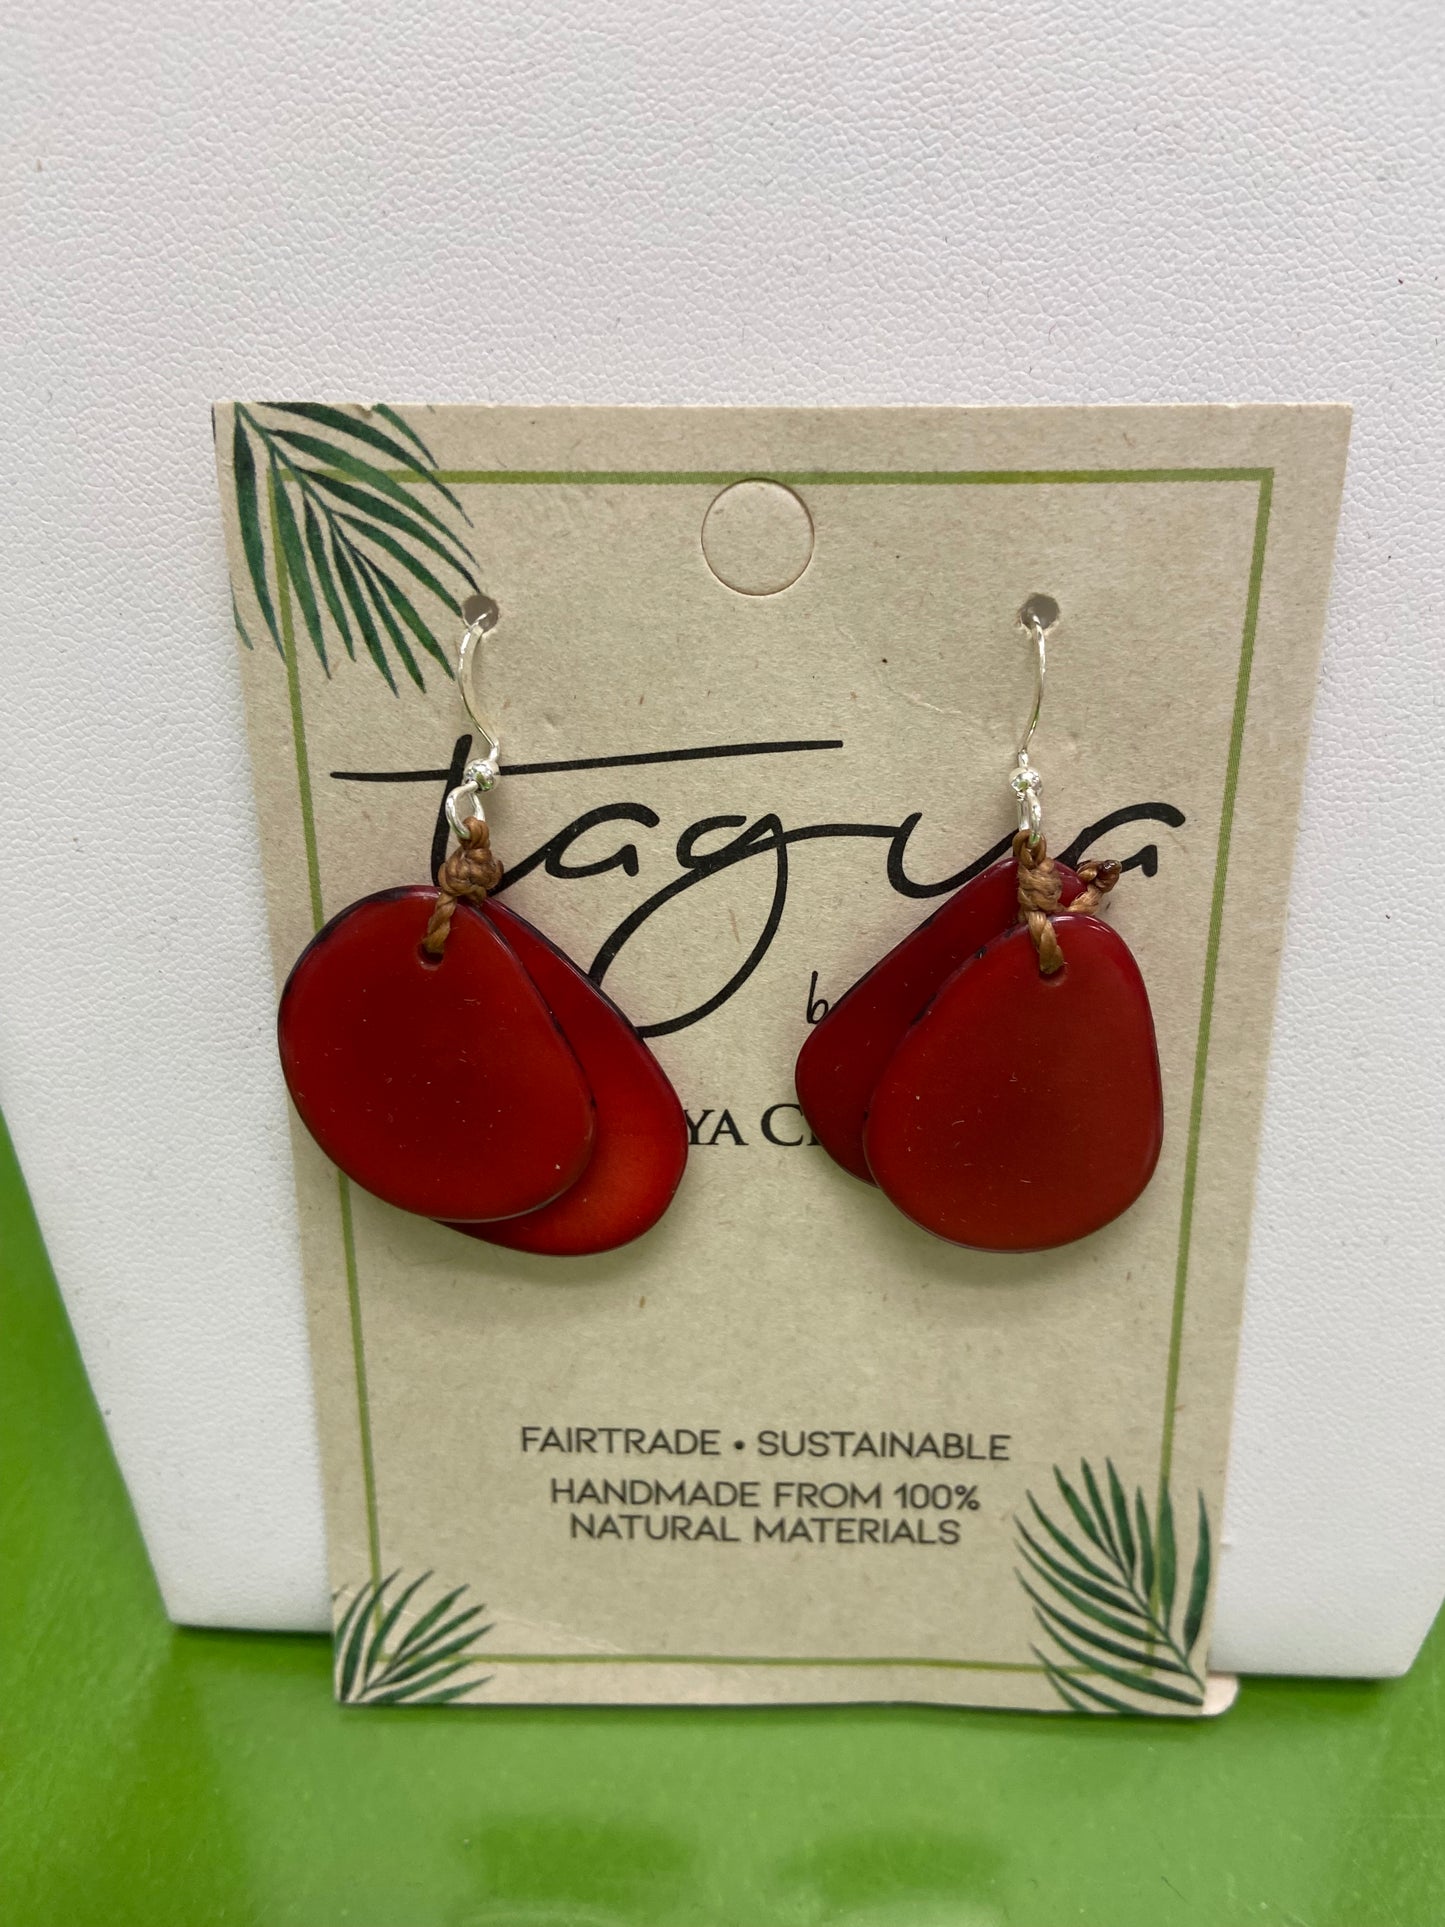 tagua
FAIRTRADE • SUSTAINABLE
HANDMADE FROM 100%
NATURAL MATERIALS